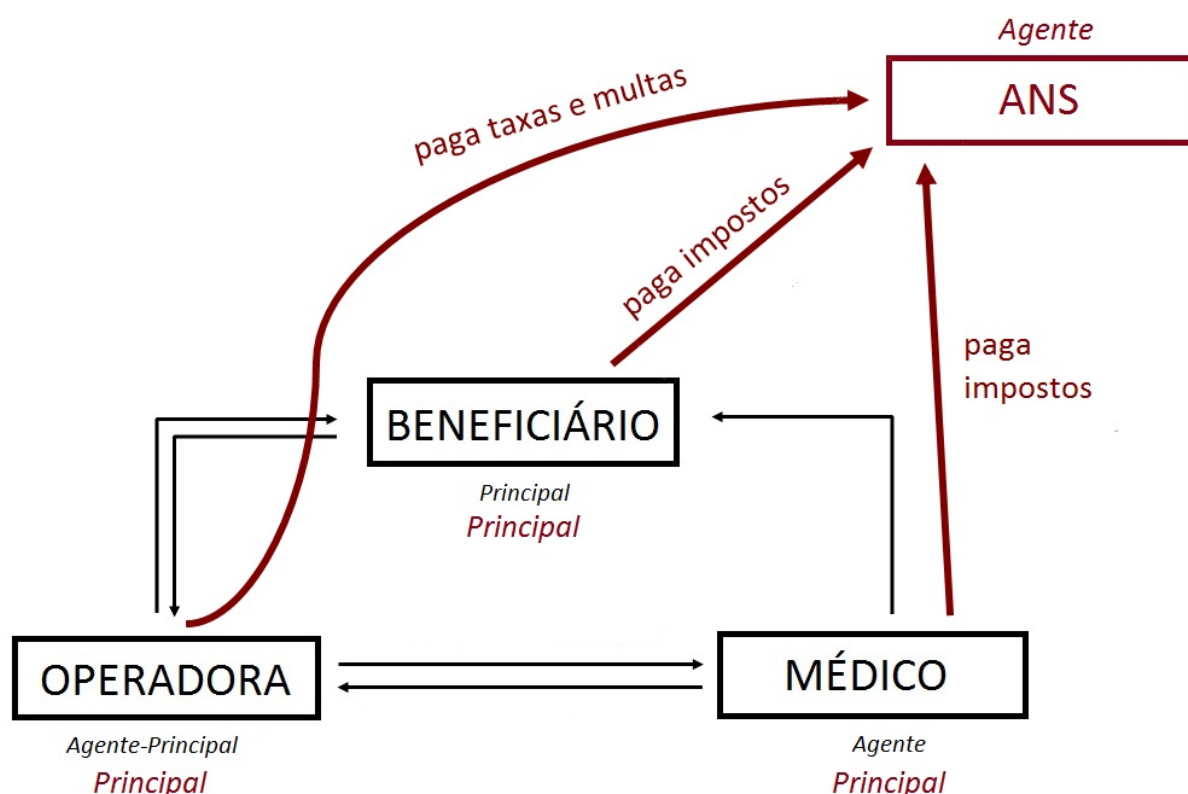 Agente
ANS
paga taxas e multas
paga impostos
paga
impostos
BENEFICIÁRIO
Principal
Principal
OPERADORA
Agente-Principal
Principal
MÉDICO
Agente
Principal